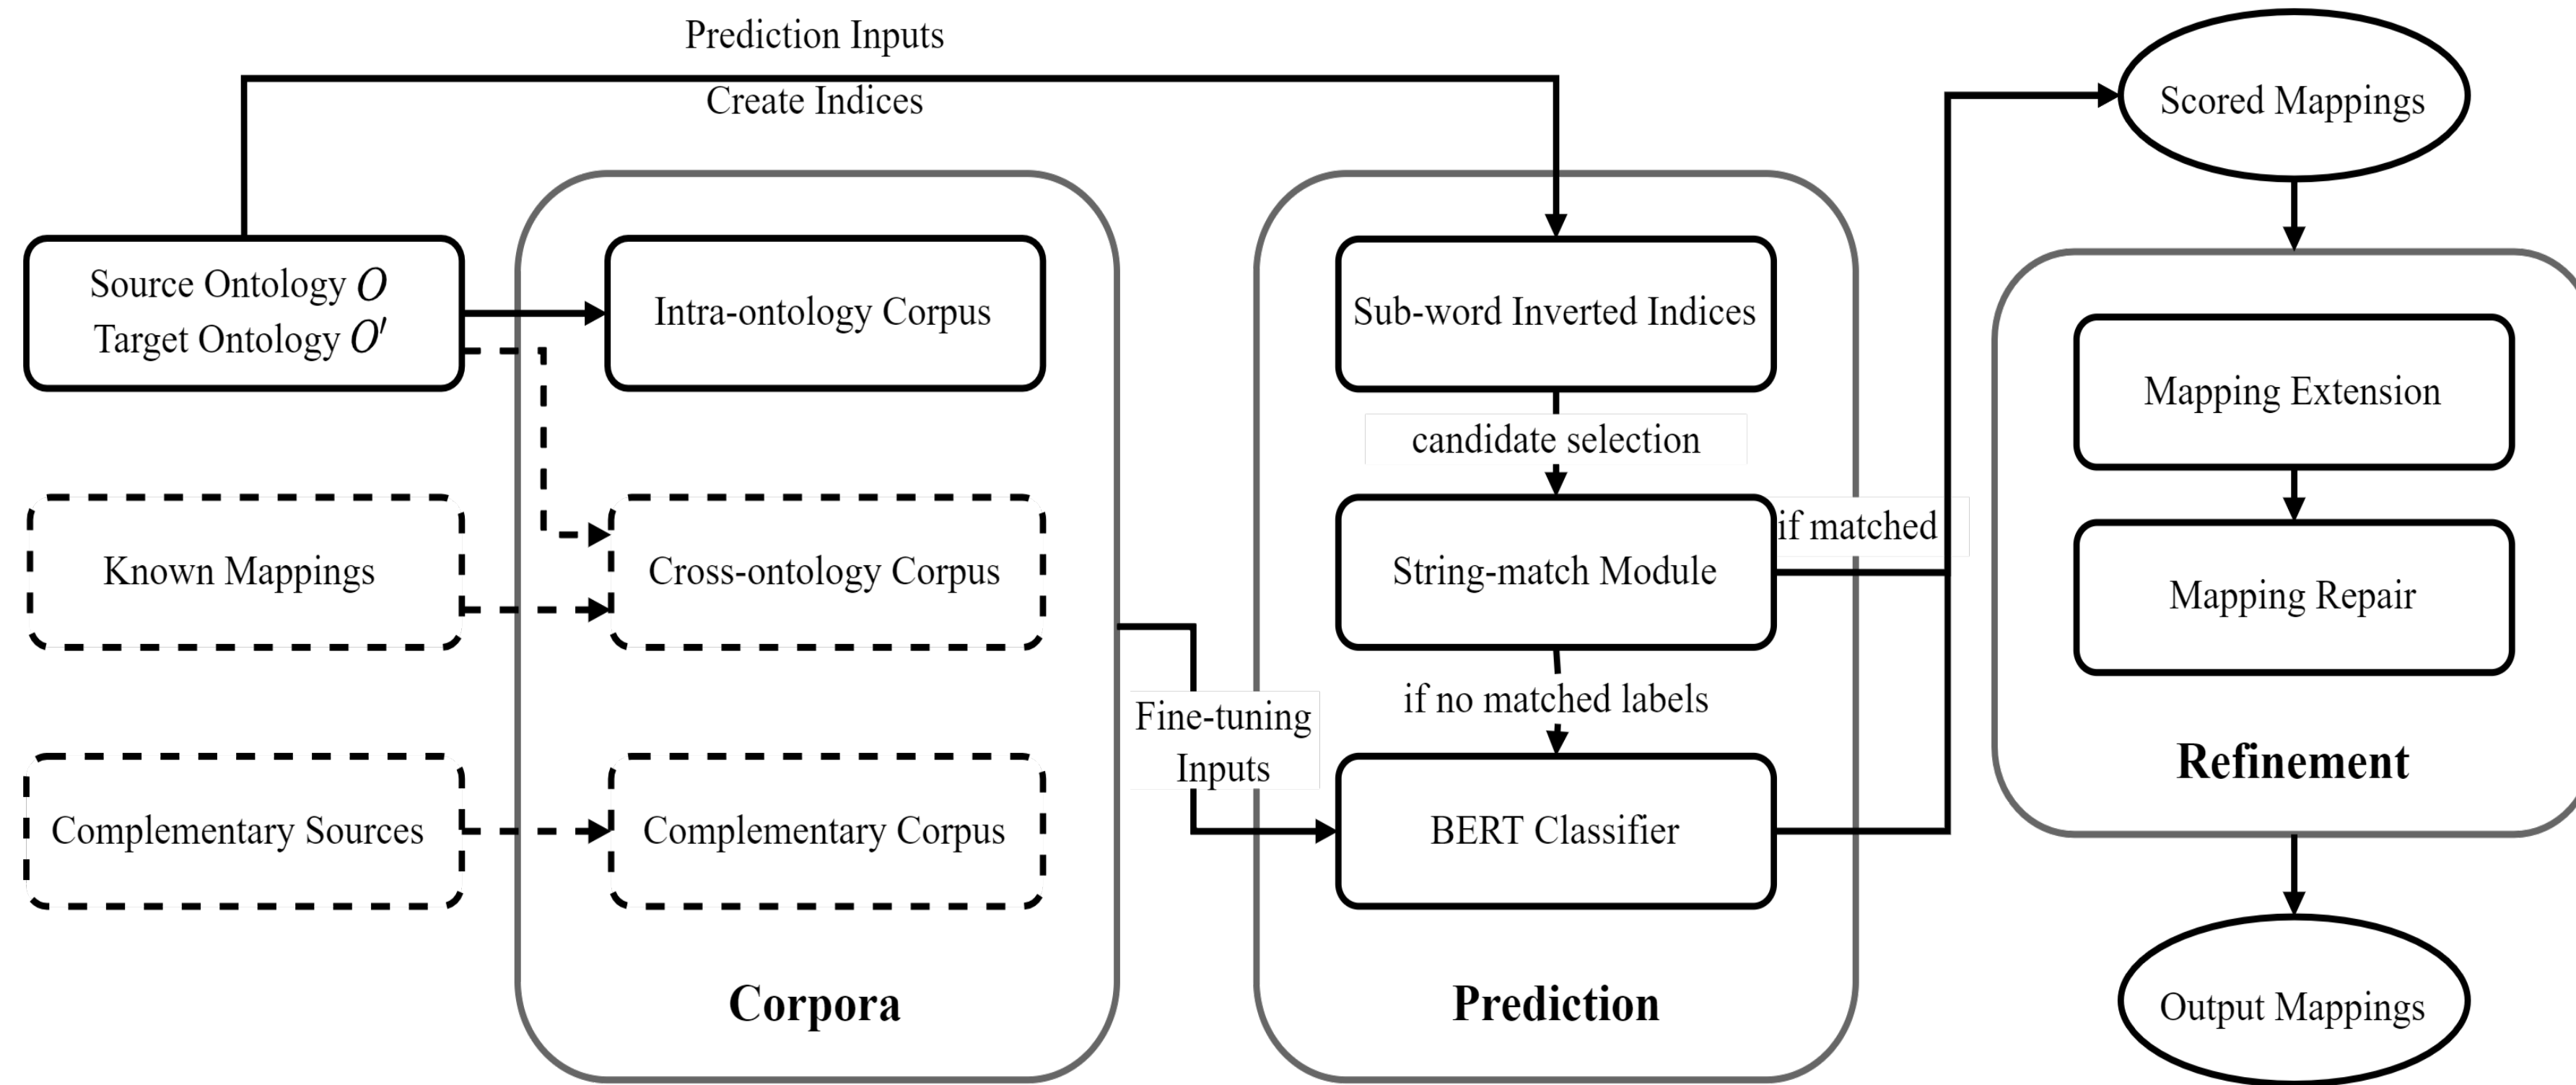 Prediction Inputs
Create Indices
Source Ontology O
Target Ontology O′
Known Mappings
Complementary Sources
Intra-ontology Corpus
Cross-ontology Corpus
Complementary Corpus
Corpora
Fine-tuning
Inputs
Sub-word Inverted Indices
candidate selection
String-match Module
if matched
if no matched labels
BERT Classifier
Prediction
Scored Mappings
Mapping Extension
Mapping Repair
Refinement
Output Mappings